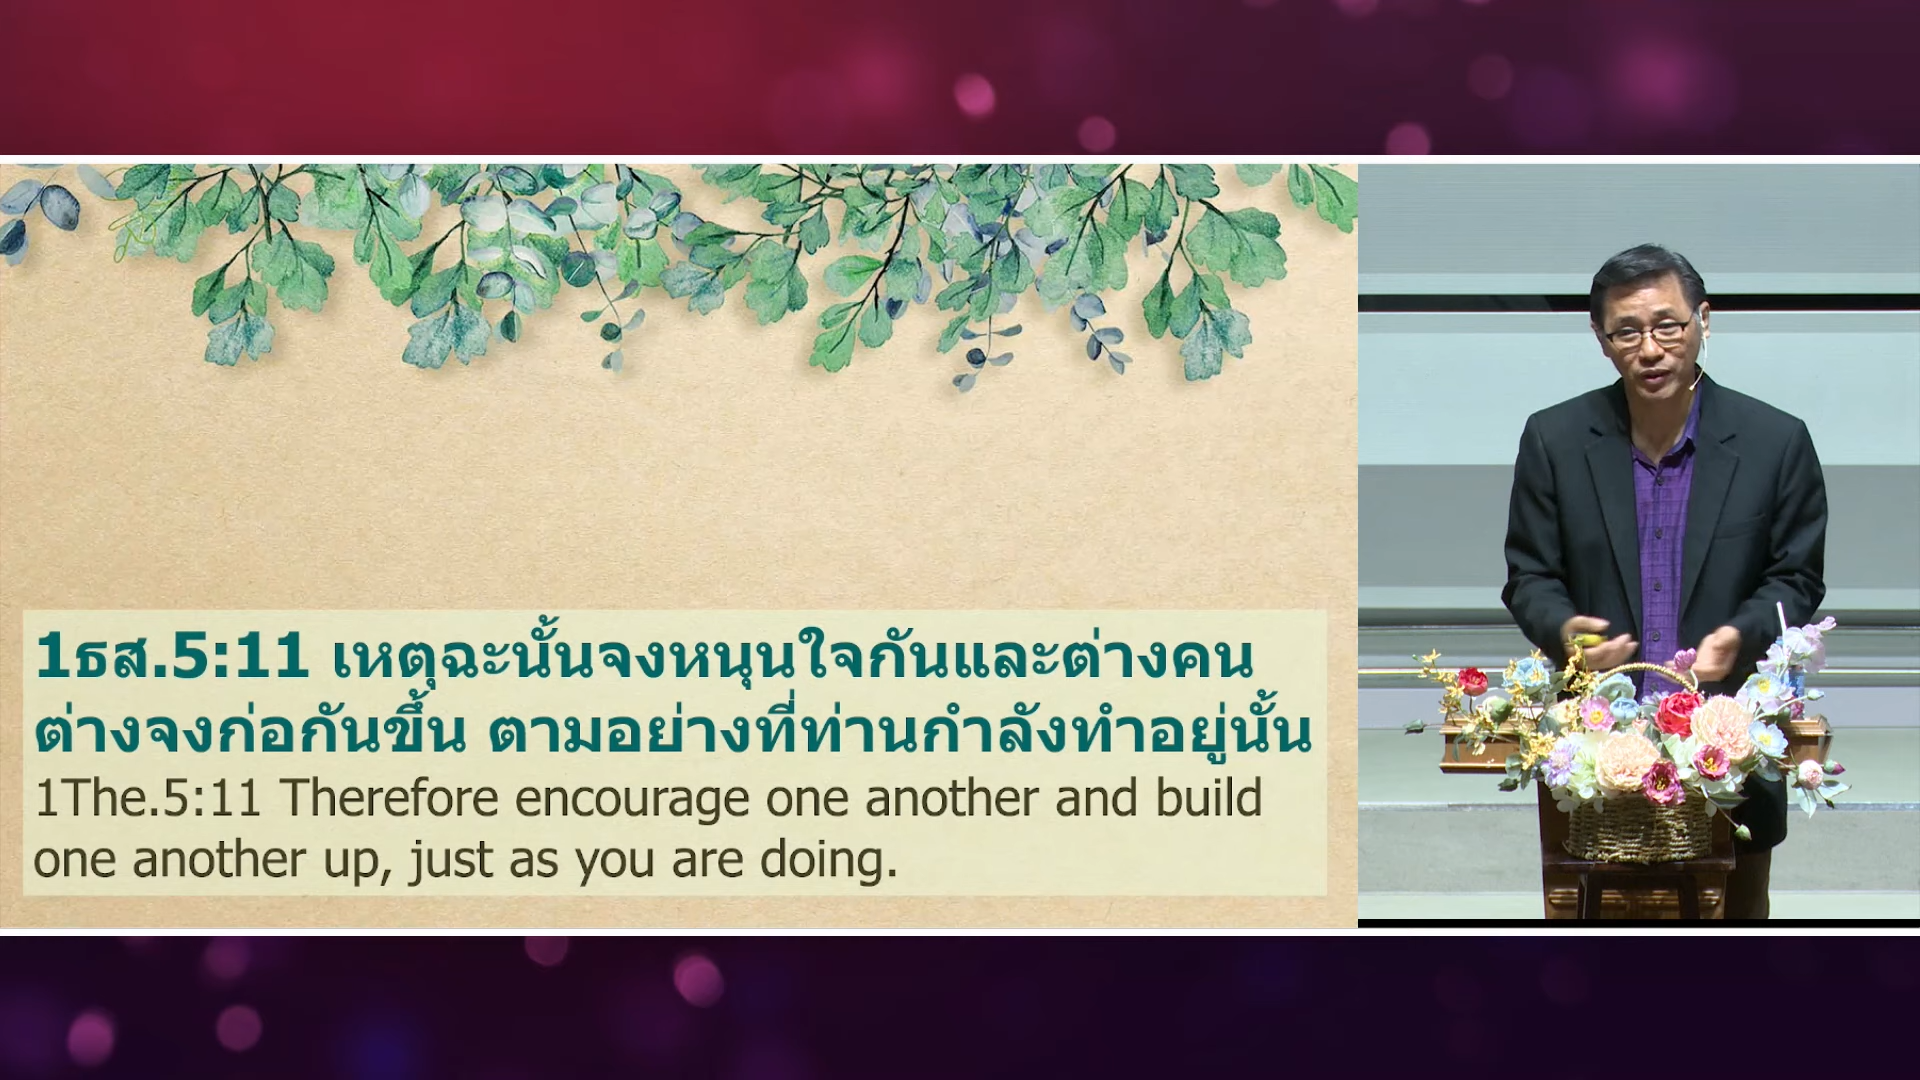 1ธส.5:11 เหตุฉะนั้นจงหนุนใจกันและต่างคน
ต่างจงก่อกันขึ้น ตามอย่างที่ท่านกำลังทำอยู่นั้น
1The.5:11 Therefore encourage one another and build
one another up, just as you are doing.